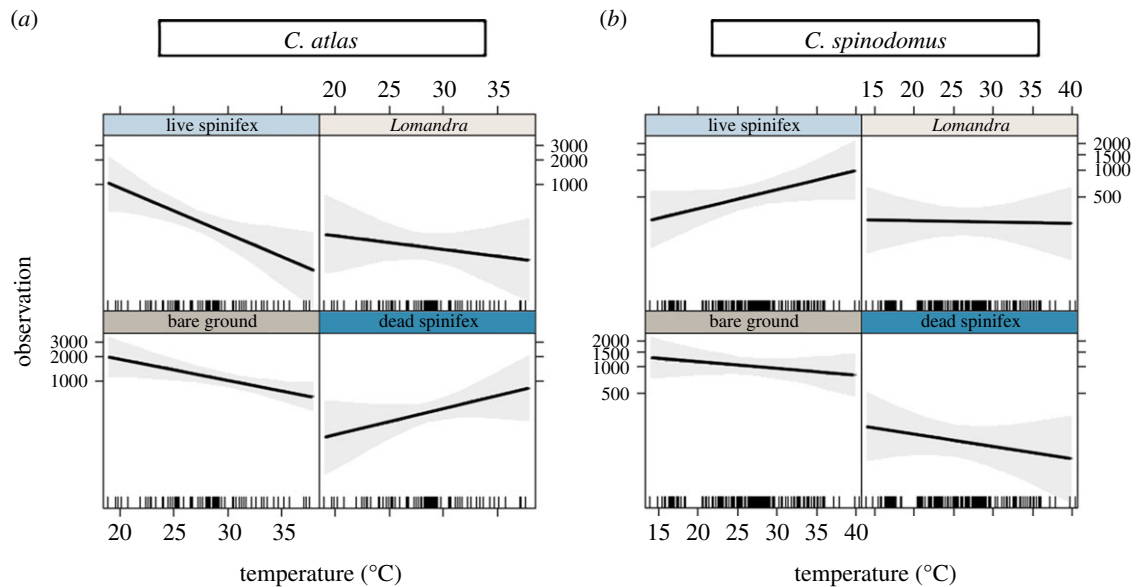 (a) C. atlas
20 25 30 35
live spinifex Lomandra
3000
2000
1000
bare ground dead spinifex
3000
2000
1000
observation
20 25 30 35
temperature (°C)
(b) C. spinodomus
15 20 25 30 35 40
live spinifex Lomandra
2000
1500
1000
500
bare ground dead spinifex
2000
1500
1000
500
15 20 25 30 35 40
temperature (°C)